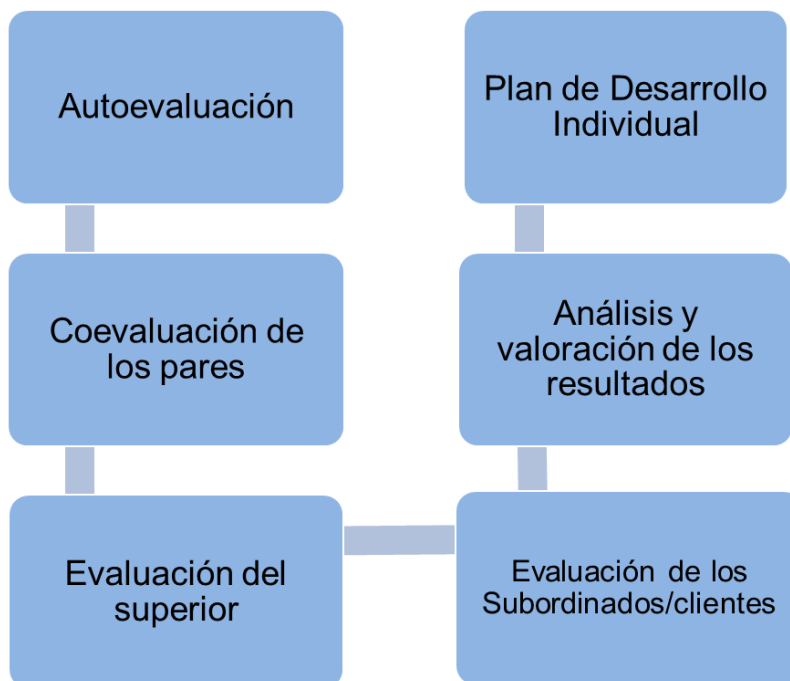 Autoevaluación
Coevaluación de
los pares
Evaluación del
superior
Evaluación de los
Subordinados/clientes
Análisis y
valoración de los
resultados
Plan de Desarrollo
Individual